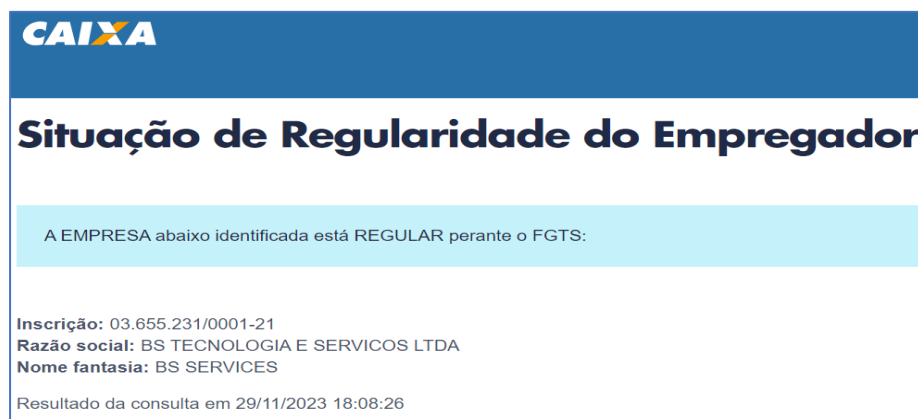 CAIXA
Situação de Regularidade do Empregador
A EMPRESA abaixo identificada está REGULAR perante o FGTS:
Inscrição: 03.655.231/0001-21
Razão social: BS TECNOLOGIA E SERVICOS LTDA
Nome fantasia: BS SERVICES
Resultado da consulta em 29/11/2023 18:08:26